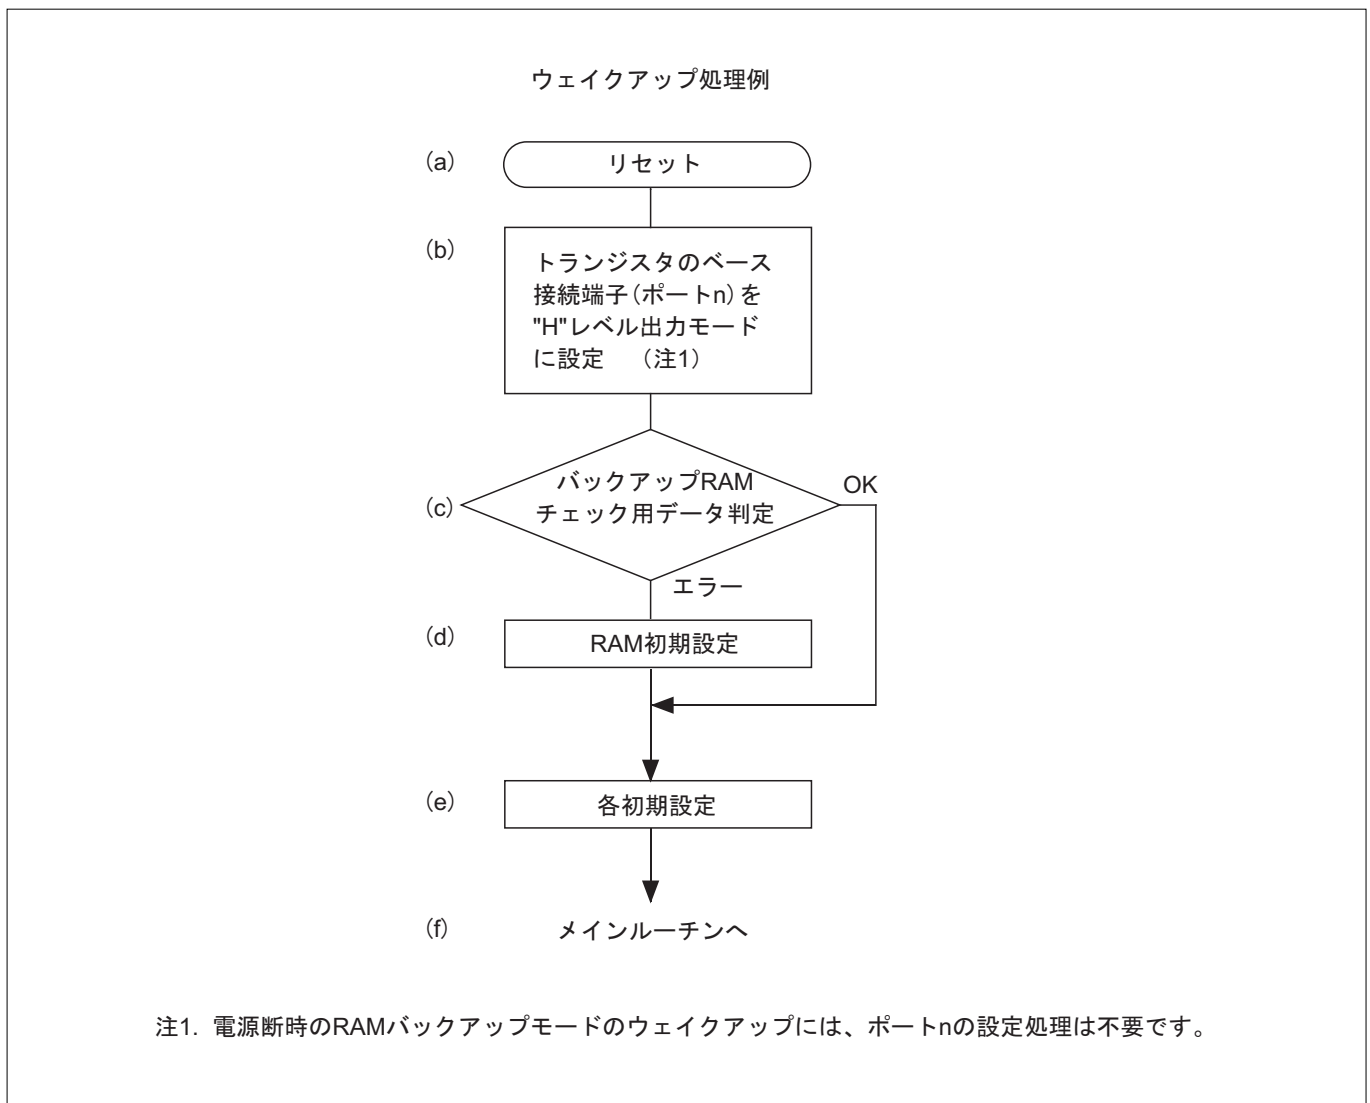 ウェイクアップ処理例
(a)
リセット
(b)
トランジスタのベース
接続端子(ポートn)を
"H"レベル出力モード
に設定 (注1)
(c)
バックアップRAM
チェック用データ判定
OK
エラー
(d)
RAM初期設定
(e)
各初期設定
(f)
メインルーチンへ
注1. 電源断時のRAMバックアップモードのウェイクアップには、ポートnの設定処理は不要です。